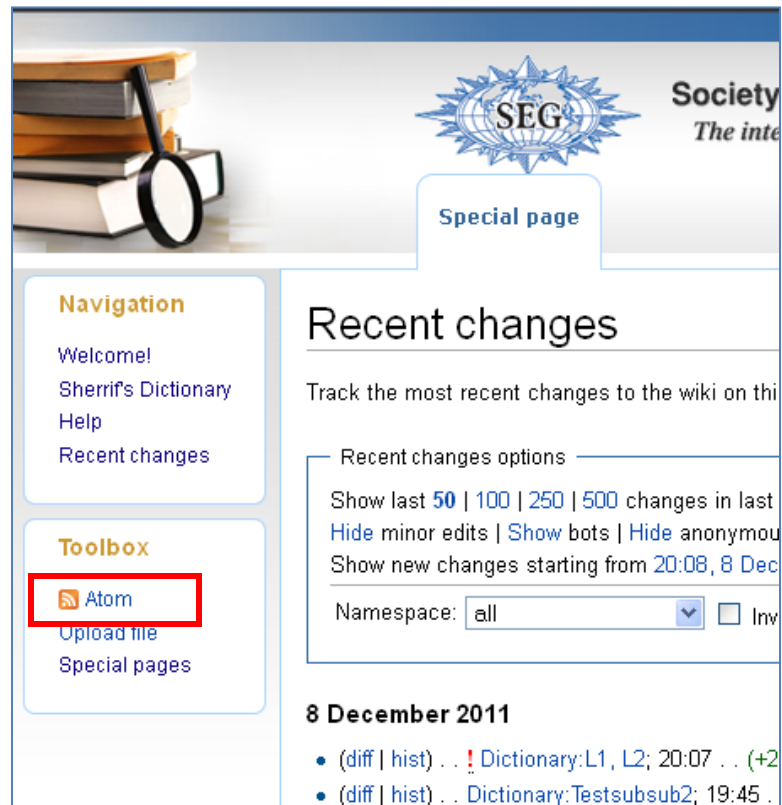 SEG
Society
The inte
Special page
Navigation
Welcome!
Sherrif's Dictionary
Help
Recent changes
Toolbox
Atom
Upload file
Special pages
Recent changes
Track the most recent changes to the wiki on thi
Recent changes options
Show last 50 | 100 | 250 | 500 changes in last
Hide minor edits | Show bots | Hide anonymou
Show new changes starting from 20:08, 8 Dec
Namespace: all Inv
8 December 2011
• (diff | hist) . . ! Dictionary:L1, L2; 20:07 . . (+2
• (diff | hist) . . Dictionary:Testsubsub2; 19:45 .